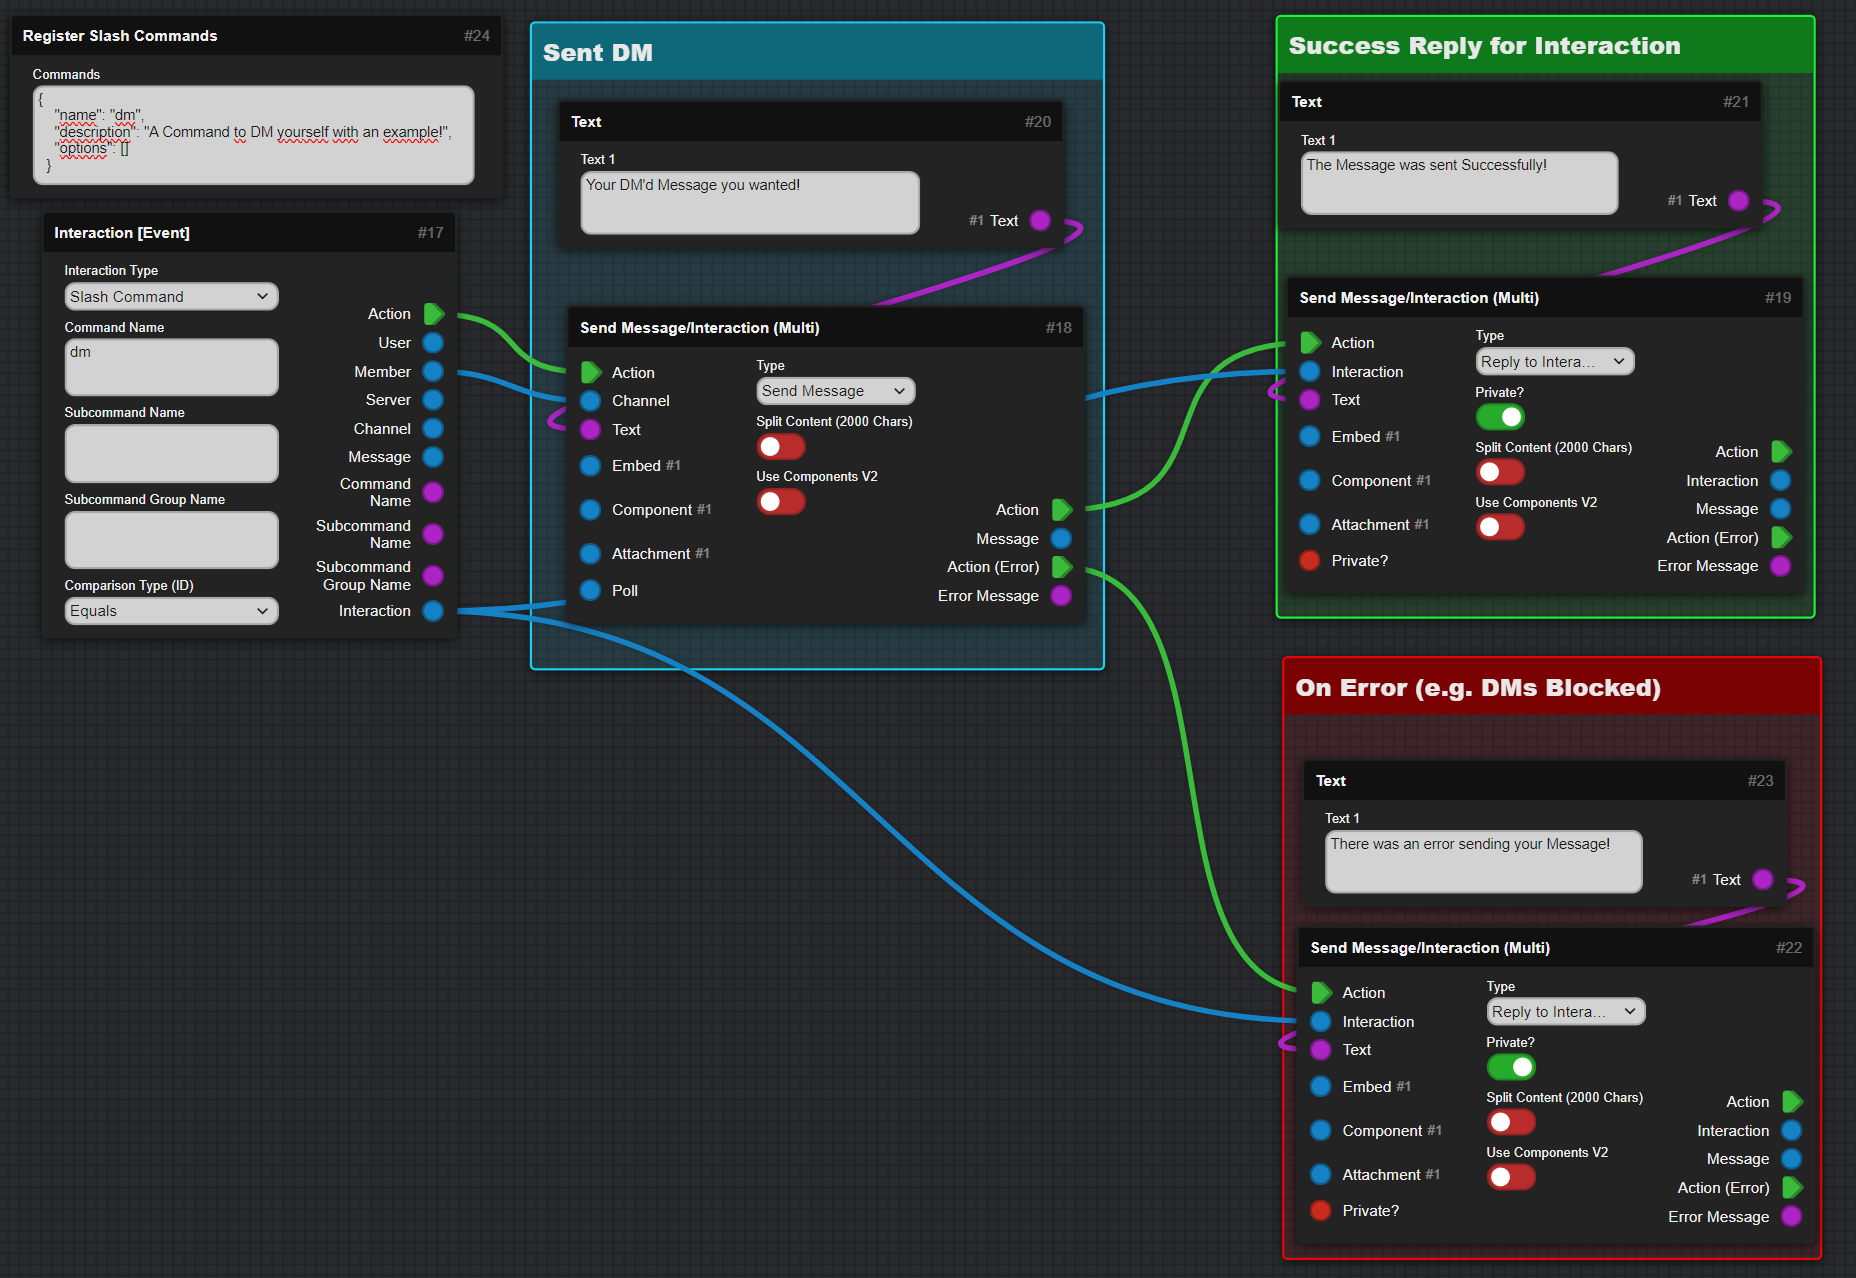 Register Slash Commands #24
Commands
{
"name": "dm",
"description": "A Command to DM yourself with an example!",
"options": []
}
Interaction [Event] #17
Interaction Type
Slash Command
Command Name
dm
Subcommand Name
Subcommand Group Name
Comparison Type (ID)
Equals
Action
User
Member
Server
Channel
Message
Command
Name
Subcommand
Name
Subcommand
Group Name
Interaction
Sent DM
Text #20
Text 1
Your DM'd Message you wanted!
#1 Text
Send Message/Interaction (Multi) #18
Action
Channel
Text
Embed #1
Component #1
Attachment #1
Poll
Type
Send Message
Split Content (2000 Chars)
Use Components V2
Action
Message
Action (Error)
Error Message
Success Reply for Interaction
Text #21
Text 1
The Message was sent Successfully!
#1 Text
Send Message/Interaction (Multi) #19
Action
Interaction
Text
Embed #1
Component #1
Attachment #1
Private?
Type
Reply to Intera...
Private?
Split Content (2000 Chars)
Use Components V2
Action
Interaction
Message
Action (Error)
Error Message
On Error (e.g. DMs Blocked)
Text #23
Text 1
There was an error sending your Message!
#1 Text
Send Message/Interaction (Multi) #22
Action
Interaction
Text
Embed #1
Component #1
Attachment #1
Private?
Type
Reply to Intera...
Private?
Split Content (2000 Chars)
Use Components V2
Action
Interaction
Message
Action (Error)
Error Message